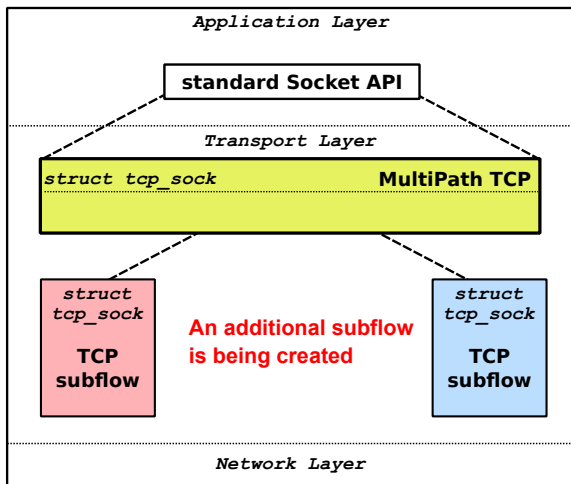 Application Layer
standard Socket API
Transport Layer
struct tcp_sock
MultiPath TCP
struct
tcp_sock
TCP
subflow
An additional subflow
is being created
struct
tcp_sock
TCP
subflow
Network Layer